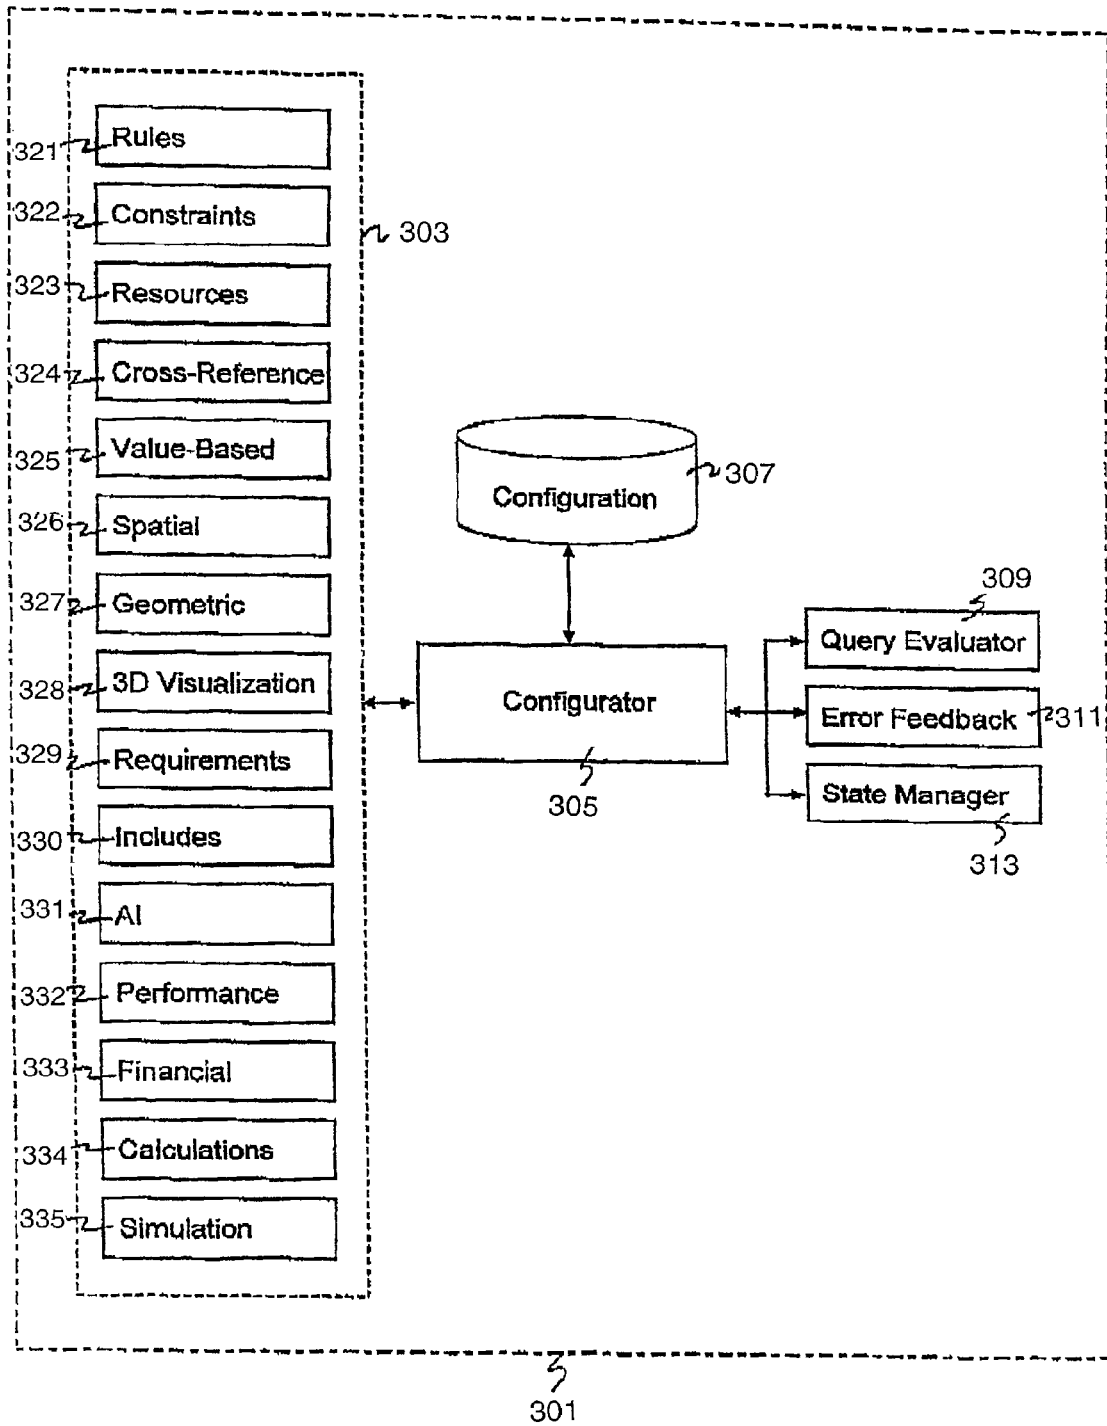 321 Rules
322 Constraints
303
323 Resources
324 Cross-Reference
325 Value-Based
326 Spatial
327 Geometric
328 3D Visualization
329 Requirements
330 Includes
331 AI
332 Performance
333 Financial
334 Calculations
335 Simulation
Configuration
307
Configurator
305
309
Query Evaluator
Error Feedback 311
State Manager
313
301